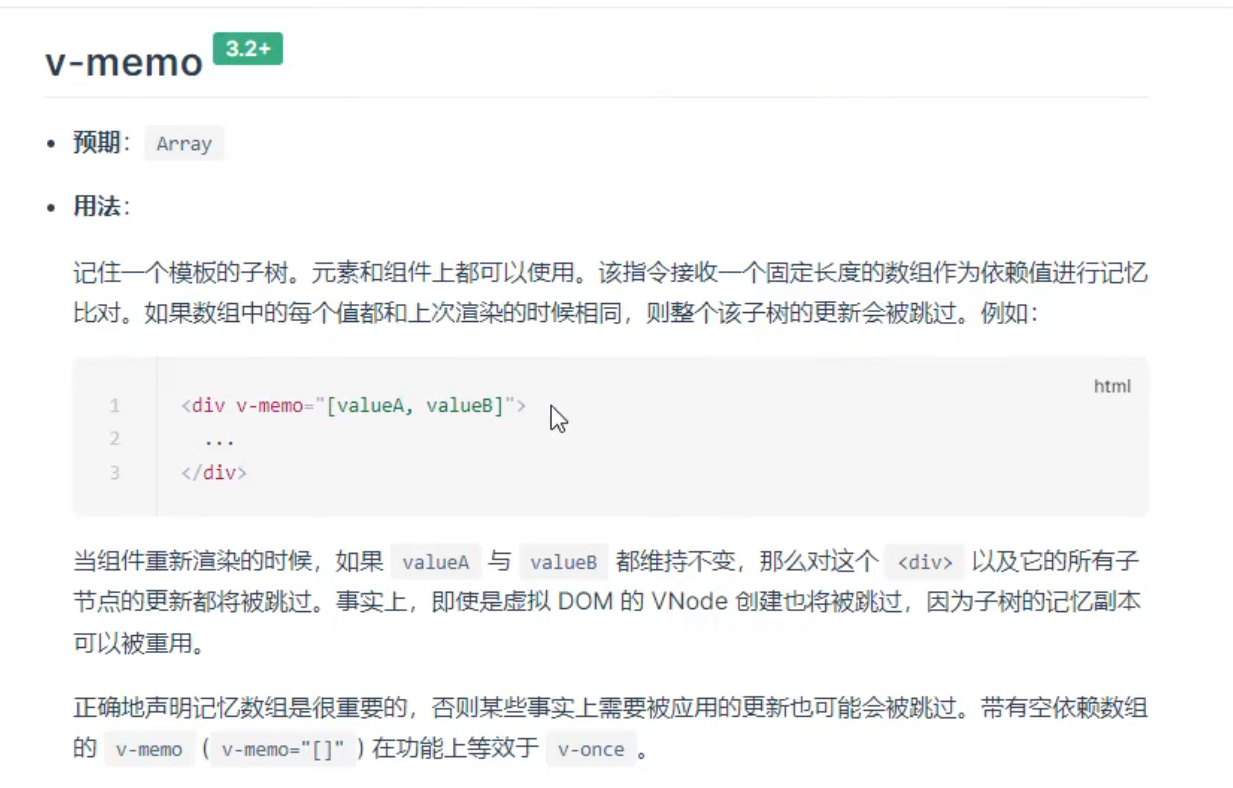 v-memo 3.2+
预期： Array
用法：
记住一个模板的子树。元素和组件上都可以使用。该指令接收一个固定长度的数组作为依赖值进行记忆
比对。如果数组中的每个值都和上次渲染的时候相同，则整个该子树的更新会被跳过。例如：
html
1 <div v-memo="[valueA, valueB]">
2 ...
3 </div>
当组件重新渲染的时候，如果 valueA 与 valueB 都维持不变，那么对这个 <div> 以及它的所有子
节点的更新都将被跳过。事实上，即使是虚拟 DOM 的 VNode 创建也将被跳过，因为子树的记忆副本
可以被重用。
正确地声明记忆数组是很重要的，否则某些事实上需要被应用的更新也可能会被跳过。带有空依赖数组
的 v-memo ( v-memo="[]" ) 在功能上等效于 v-once 。